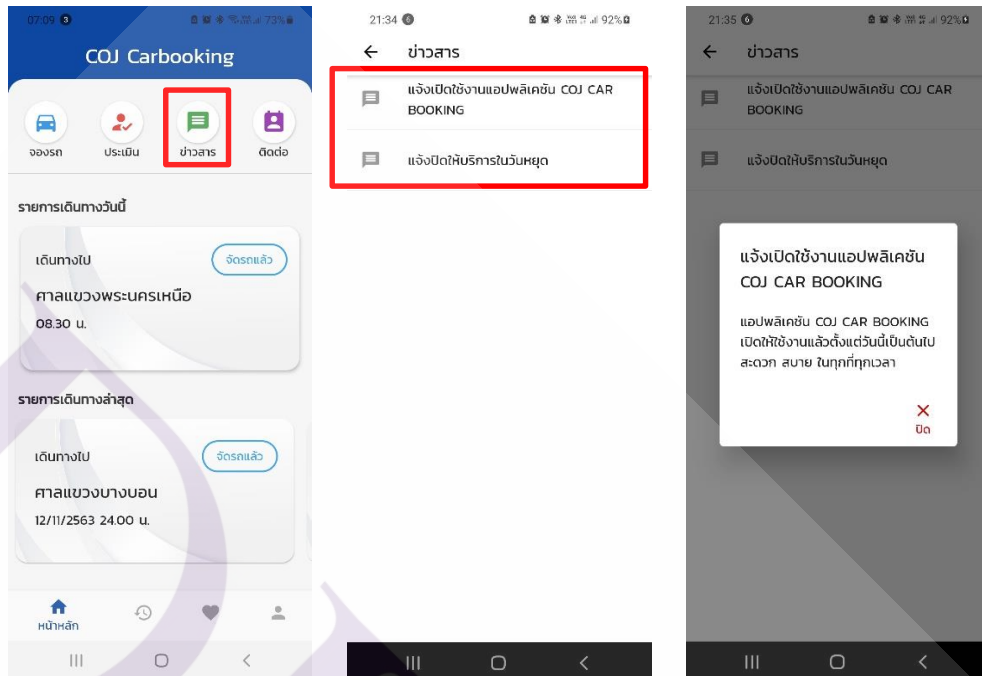 07:09 3 73%
COJ Carbooking
จองรถ ประเมิน ข่าวสาร ติดต่อ
รายการเดินทางวันนี้
เดินทางไป จัดรถแล้ว
ศาลแขวงพระนครเหนือ
08.30 น.
รายการเดินทางล่าสุด
เดินทางไป จัดรถแล้ว
ศาลแขวงบางบอน
12/11/2563 24.00 น.
หน้าหลัก
21:34 6 92%
ข่าวสาร
แจ้งเปิดใช้งานแอปพลิเคชัน COJ CAR
BOOKING
แจ้งปิดให้บริการในวันหยุด
21:35 6 92%
ข่าวสาร
แจ้งเปิดใช้งานแอปพลิเคชัน COJ CAR
BOOKING
แจ้งปิดให้บริการในวันหยุด
แจ้งเปิดใช้งานแอปพลิเคชัน
COJ CAR BOOKING
แอปพลิเคชัน COJ CAR BOOKING
เปิดให้ใช้งานแล้วตั้งแต่วันนี้เป็นต้นไป
สะดวก สบาย ในทุกที่ทุกเวลา
ปิด